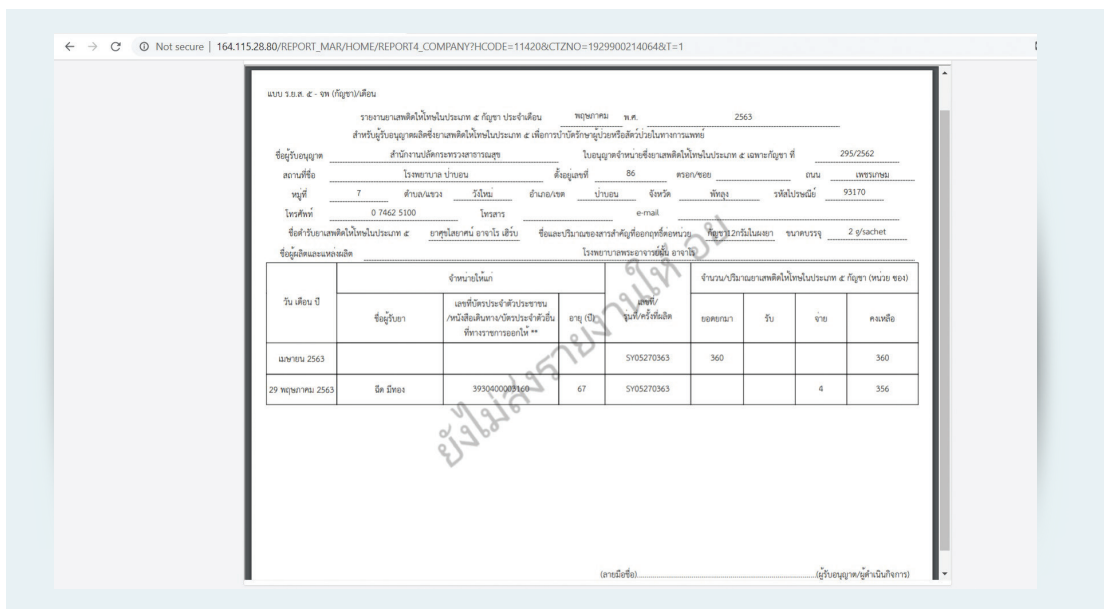 Not secure | 164.115.28.80/REPORT_MAR/HOME/REPORT4_COMPANY?HCODE=11420&CTZNO=1929900214064&T=1
แบบ ร.ย.ส. ๕ - จพ (กัญชา)/เดือน
รายงานยาเสพติดให้โทษในประเภท ๕ กัญชา ประจำเดือน พฤษภาคม พ.ศ. 2563
สำหรับผู้รับอนุญาตผลิตซึ่งยาเสพติดให้โทษในประเภท ๕ เพื่อการบำบัดรักษาผู้ป่วยหรือสัตว์ป่วยในทางการแพทย์
ชื่อผู้รับอนุญาต สำนักงานปลัดกระทรวงสาธารณสุข ใบอนุญาตจำหน่ายซึ่งยาเสพติดให้โทษในประเภท ๕ เฉพาะกัญชา ที่ 295/2562
สถานที่ชื่อ โรงพยาบาล ป่าบอน ตั้งอยู่เลขที่ 86 ตรอก/ซอย ถนน เพชรเกษม
หมู่ที่ 7 ตำบล/แขวง วังใหม่ อำเภอ/เขต ป่าบอน จังหวัด พัทลุง รหัสไปรษณีย์ 93170
โทรศัพท์ 0 7462 5100 โทรสาร e-mail
ชื่อตำรับยาเสพติดให้โทษในประเภท ๕ ยาศุขไสยาศน์ อาจาโร เฮิร์บ ชื่อและปริมาณของสารสำคัญที่ออกฤทธิ์ต่อหน่วย กัญชา12กรัมในผงยา ขนาดบรรจุ 2 g/sachet
ชื่อผู้ผลิตและแหล่งผลิต โรงพยาบาลพระอาจารย์ฝั้น อาจาโร
วัน เดือน ปี
จำหน่ายให้แก่
ชื่อผู้รับยา
เลขที่บัตรประจำตัวประชาชน
/หนังสือเดินทาง/บัตรประจำตัวอื่น
ที่ทางราชการออกให้ **
อายุ (ปี)
เลขที่/
รุ่นที่/ครั้งที่ผลิต
จำนวน/ปริมาณยาเสพติดให้โทษในประเภท ๕ กัญชา (หน่วย ซอง)
ยอดยกมา รับ จ่าย คงเหลือ
เมษายน 2563 SY05270363 360 360
29 พฤษภาคม 2563 ฉีด มีทอง 3930400003160 67 SY05270363 4 356
ยังไม่ส่งรายงานให้ อย
(ลายมือชื่อ)..............................(ผู้รับอนุญาต/ผู้ดำเนินกิจการ)